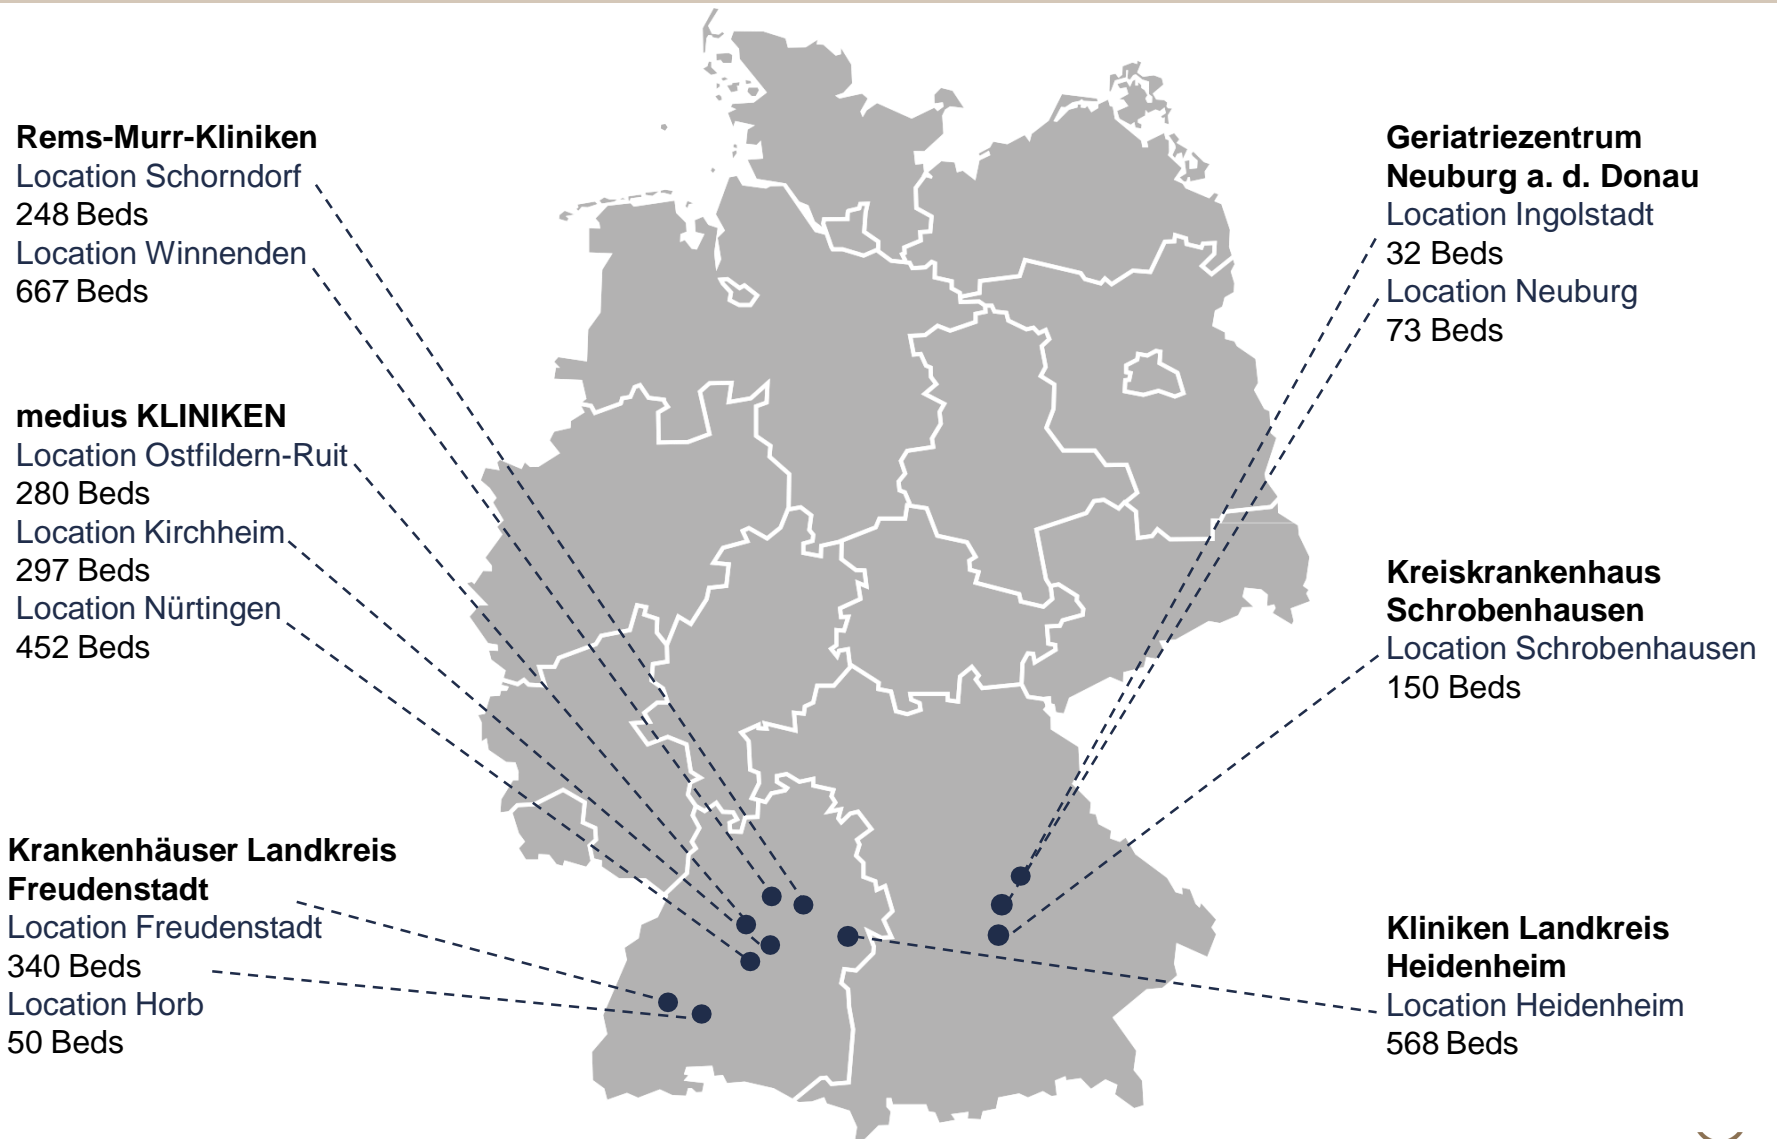 Rems-Murr-Kliniken
Location Schorndorf
248 Beds
Location Winnenden
667 Beds
medius KLINIKEN
Location Ostfildern-Ruit
280 Beds
Location Kirchheim
297 Beds
Location Nürtingen
452 Beds
Krankenhäuser Landkreis
Freudenstadt
Location Freudenstadt
340 Beds
Location Horb
50 Beds
Geriatriezentrum
Neuburg a. d. Donau
Location Ingolstadt
32 Beds
Location Neuburg
73 Beds
Kreiskrankenhaus
Schrobenhausen
Location Schrobenhausen
150 Beds
Kliniken Landkreis
Heidenheim
Location Heidenheim
568 Beds